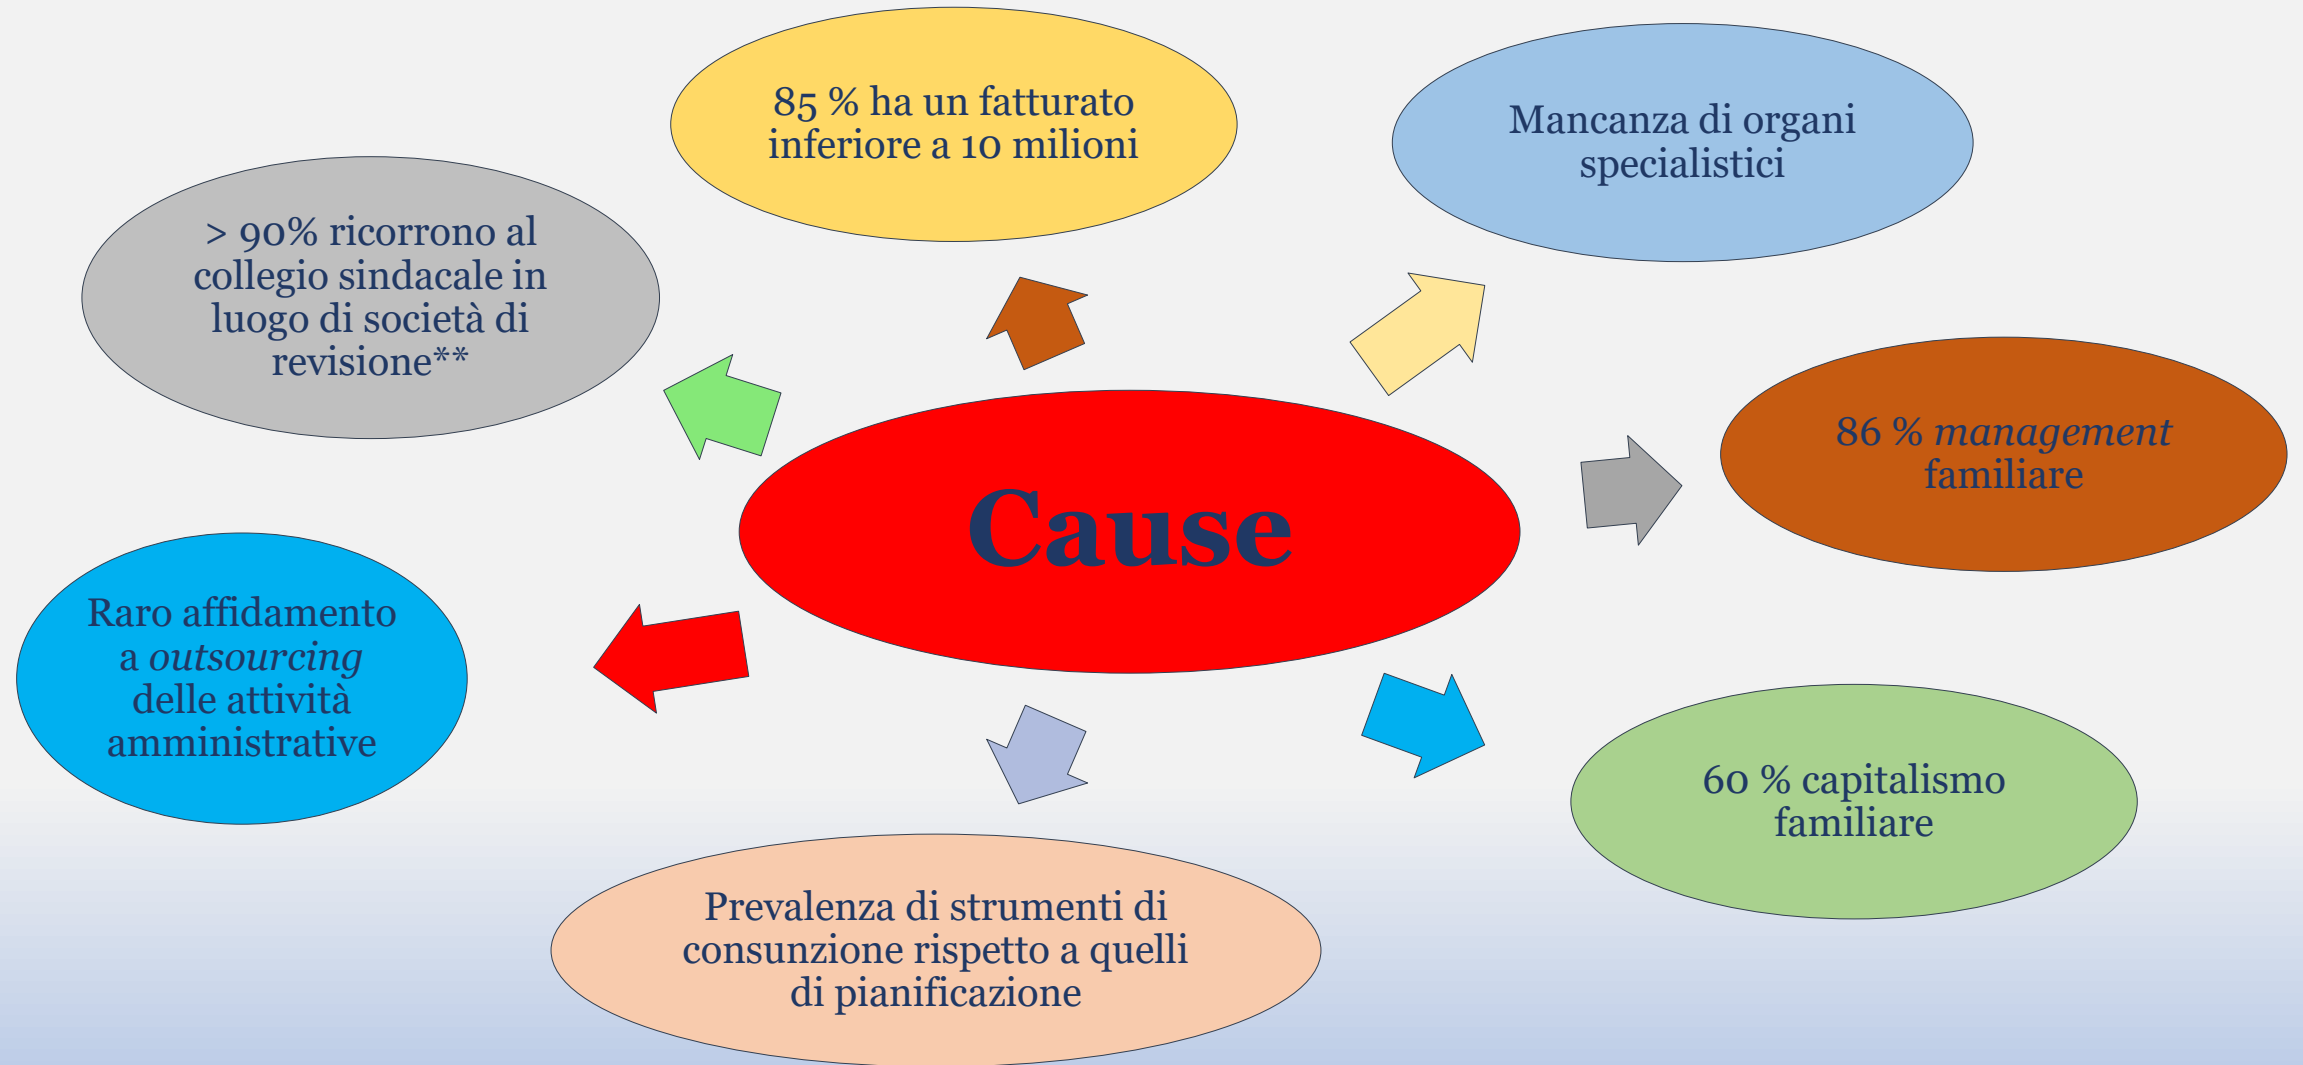 85 % ha un fatturato
inferiore a 10 milioni
Mancanza di organi
specialistici
> 90% ricorrono al
collegio sindacale in
luogo di società di
revisione**
86 % management
familiare
Cause
Raro affidamento
a outsourcing
delle attività
amministrative
60 % capitalismo
familiare
Prevalenza di strumenti di
consunzione rispetto a quelli
di pianificazione